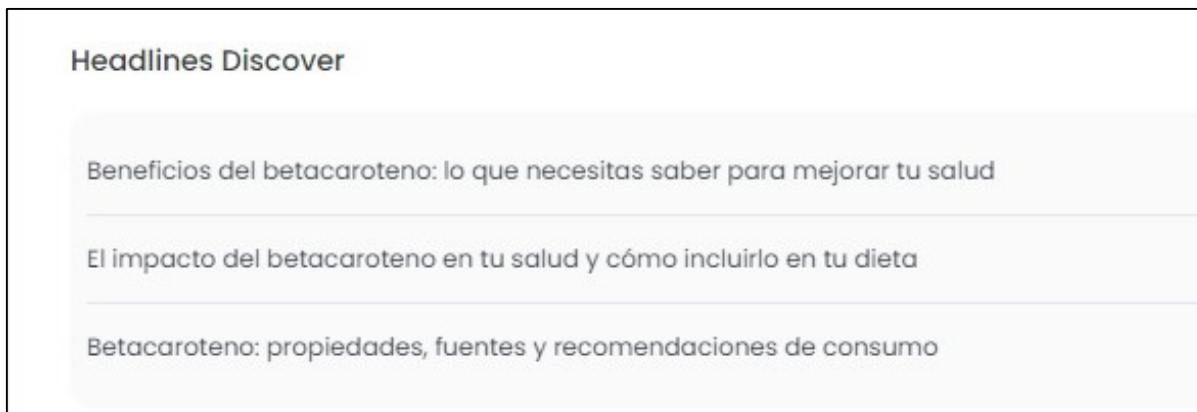 Headlines Discover
Beneficios del betacaroteno: lo que necesitas saber para mejorar tu salud
El impacto del betacaroteno en tu salud y cómo incluirlo en tu dieta
Betacaroteno: propiedades, fuentes y recomendaciones de consumo